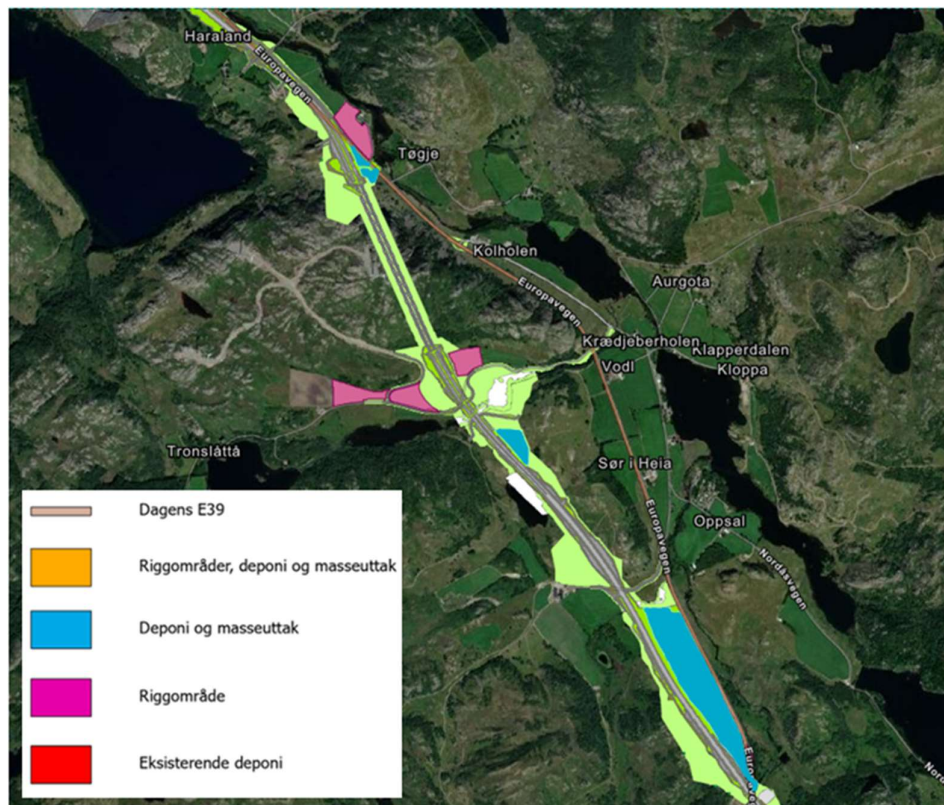 Haraland
Europavegen
Tøgje
Kolholen
Europavegen
Aurgota
Krædjeberholen
Klapperdalen
Vodl
Kloppa
Tronslåttå
Sør i Heia
Europavegen
Oppsal
Nordåsvegen
Dagens E39
Riggområder, deponi og masseuttak
Deponi og masseuttak
Riggområde
Eksisterende deponi